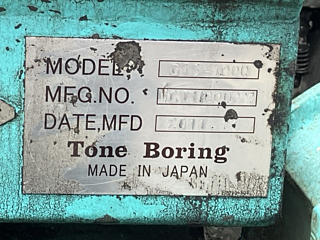 MODEL
MFG.NO.
DATE,MFD
Tone Boring
MADE IN JAPAN